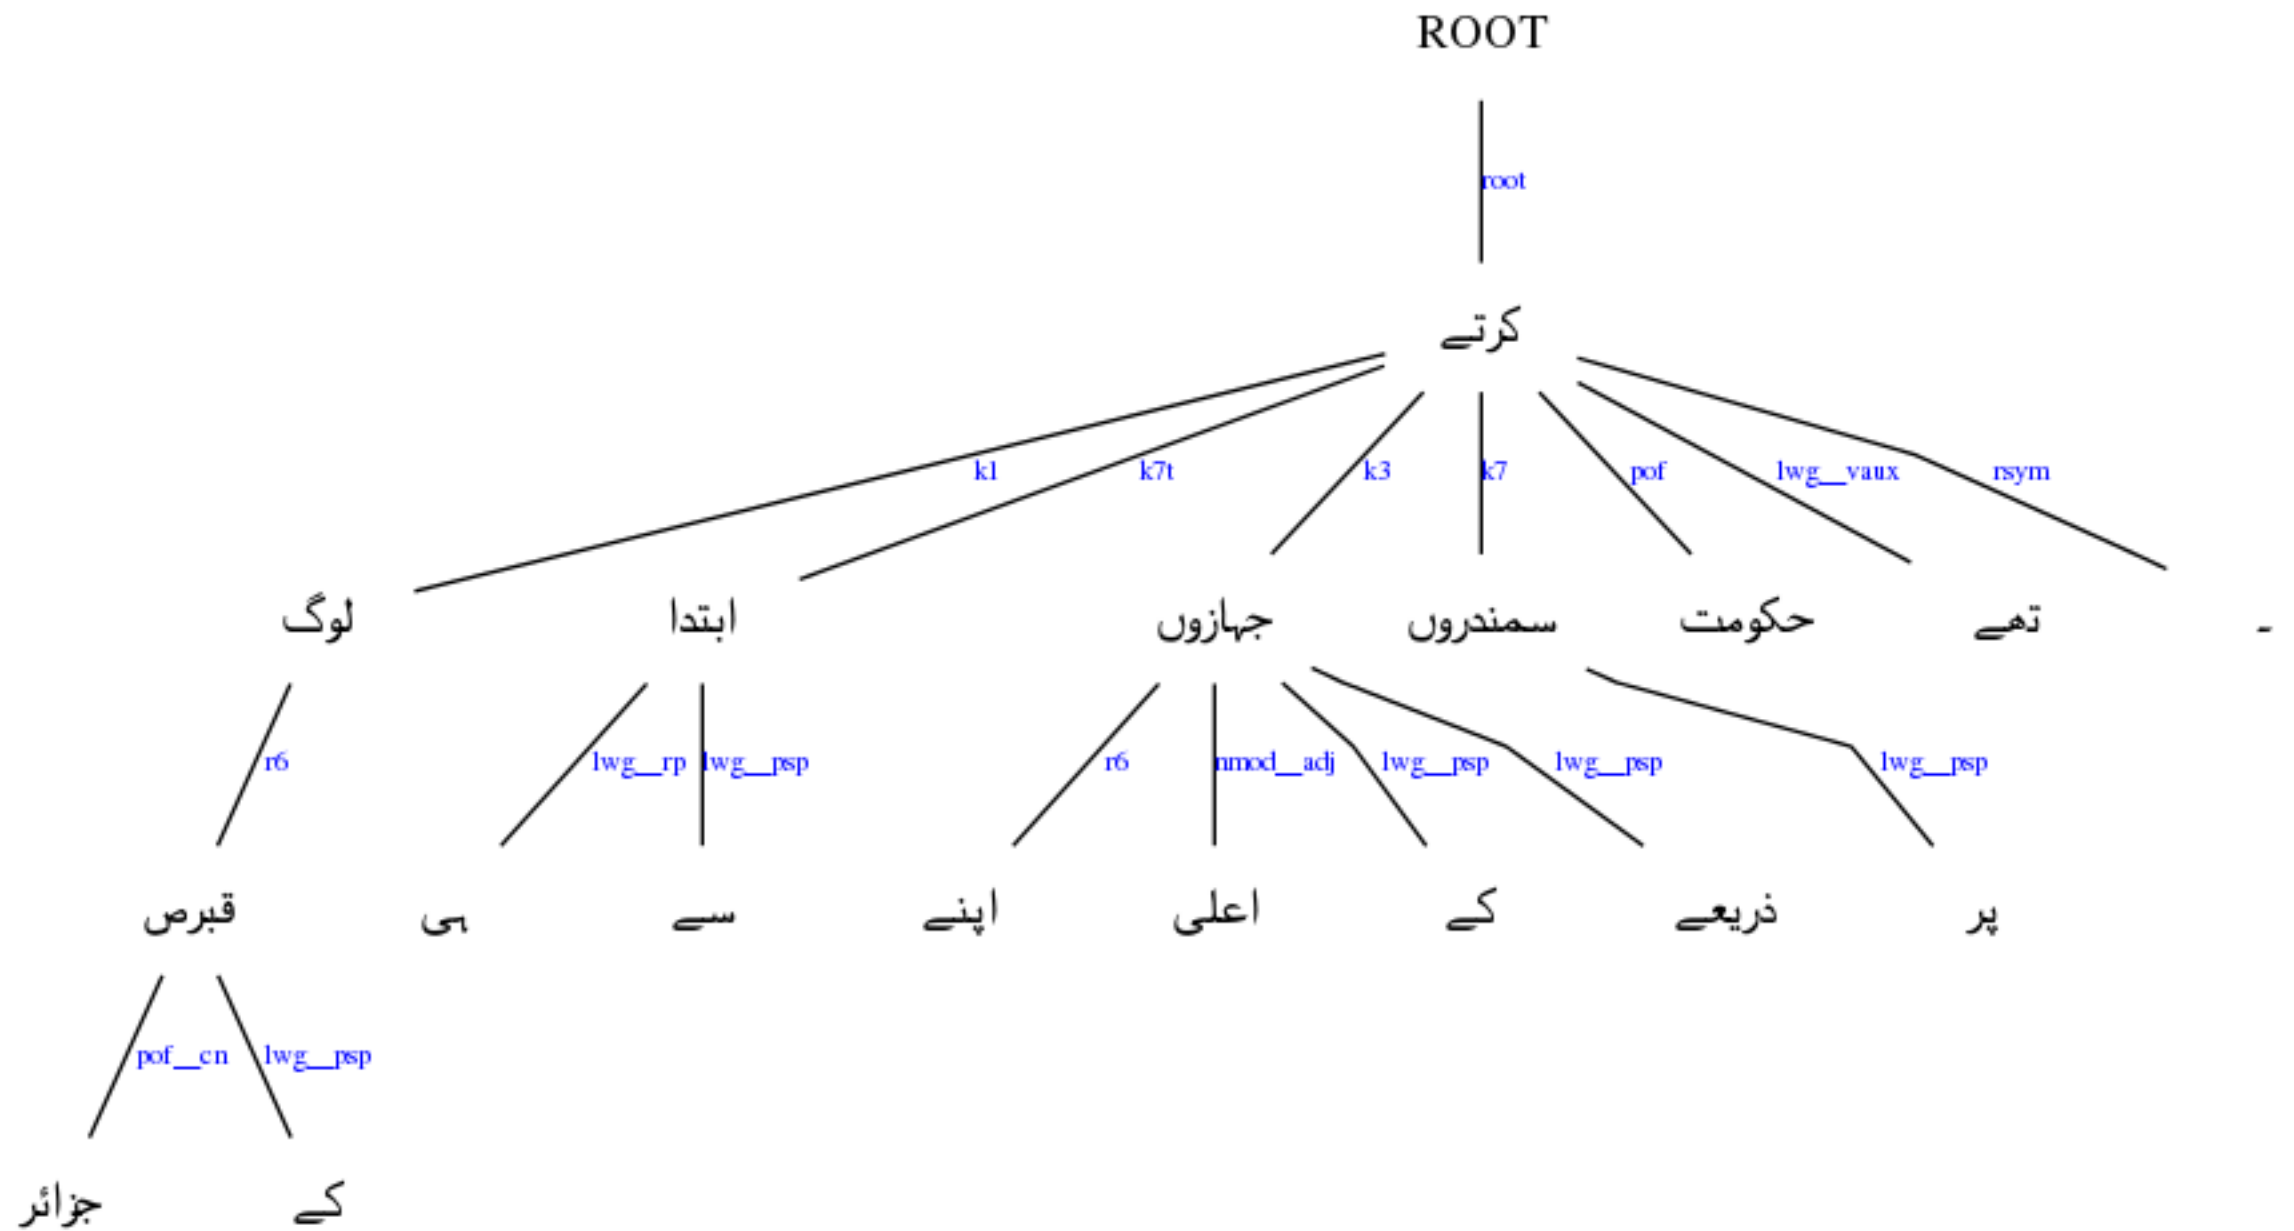 ROOT
root
کرتے
k1 k7t k3 k7 pof lwg__vaux rsym
لوگ ابتدا جہازوں سمندروں حکومت تھے ۔
r6 lwg__rp lwg__psp r6 nmod__adj lwg__psp lwg__psp lwg__psp
قبرص ہی سے اپنے اعلی کے ذریعے پر
pof__cn lwg__psp
جزائر کے